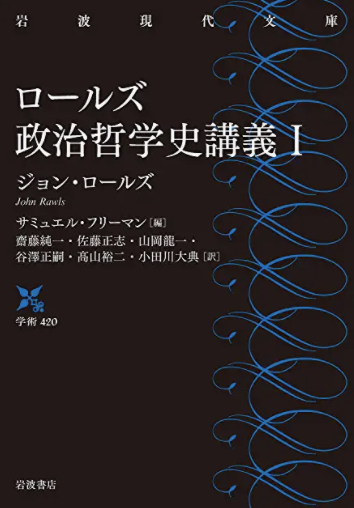 岩波現代文庫
ロールズ
政治哲学史講義 I
ジョン・ロールズ
John Rawls
サミュエル・フリーマン[編]
齋藤純一・佐藤正志・山岡龍一・
谷澤正嗣・髙山裕二・小田川大典[訳]
学術 420
岩波書店